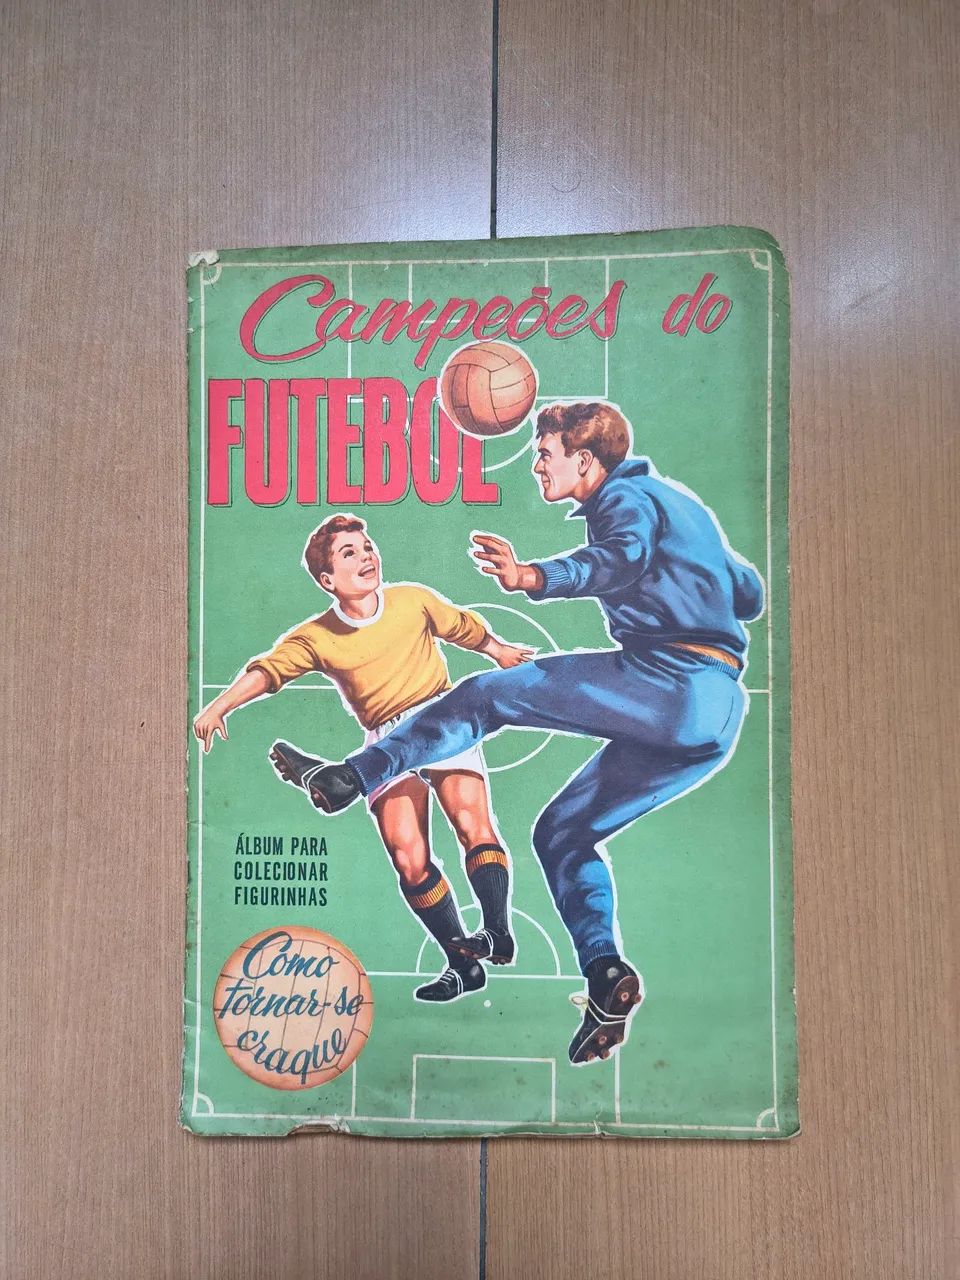 Campeões do
FUTEBOL
ÁLBUM PARA
COLECIONAR
FIGURINHAS
Como
tornar-se
craque